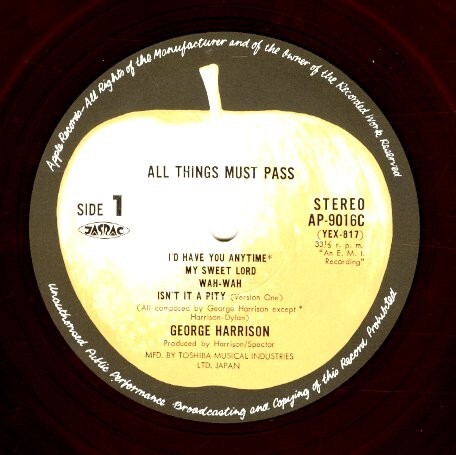 Apple Records-All Rights of the Manufacturer and of the Owner of the Recorded Work Reserved
ALL THINGS MUST PASS
SIDE 1
JASRAC
STEREO
AP-9016C
(YEX-817)
33⅓ r. p. m.
"An E. M. I.
Recording"
I'D HAVE YOU ANYTIME*
MY SWEET LORD
WAH-WAH
ISN'T IT A PITY (Version One)
(All composed by George Harrison except*
Harrison-Dylan)
GEORGE HARRISON
Produced by Harrison/Spector
MFD. BY TOSHIBA MUSICAL INDUSTRIES
LTD. JAPAN
Unauthorised Public Performance Broadcasting and Copying of this Record Prohibited